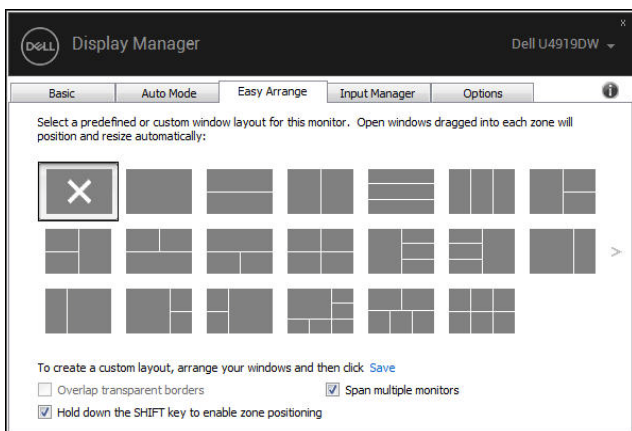 x
DELL Display Manager Dell U4919DW
Basic Auto Mode Easy Arrange Input Manager Options i
Select a predefined or custom window layout for this monitor. Open windows dragged into each zone will
position and resize automatically:
>
To create a custom layout, arrange your windows and then click Save
Overlap transparent borders Span multiple monitors
Hold down the SHIFT key to enable zone positioning